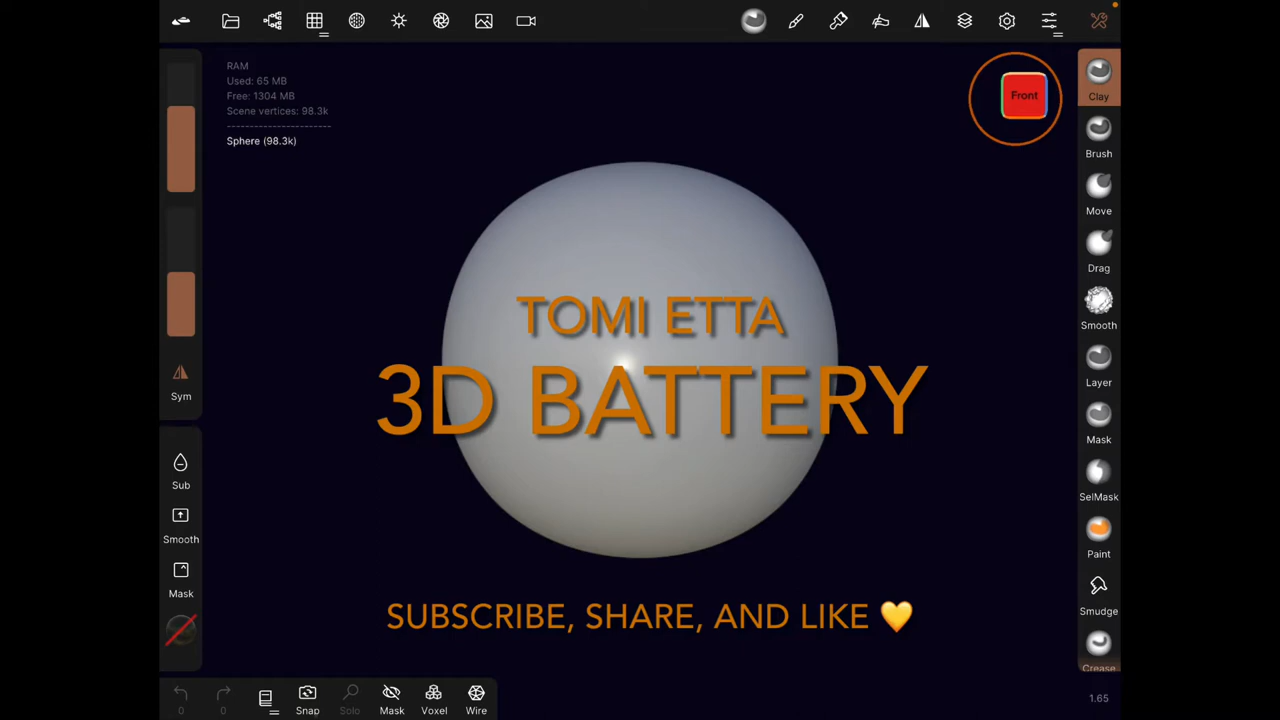 RAM
Used: 65 MB
Free: 1304 MB
Scene vertices: 98.3k
-----------------------
Sphere (98.3k)
Front
Clay
Brush
Move
Drag
Smooth
Layer
Mask
SelMask
Paint
Smudge
Crease
1.65
Sym
Sub
Smooth
Mask
TOMI ETTA
3D BATTERY
SUBSCRIBE, SHARE, AND LIKE 💛
0
0
Snap
Solo
Mask
Voxel
Wire